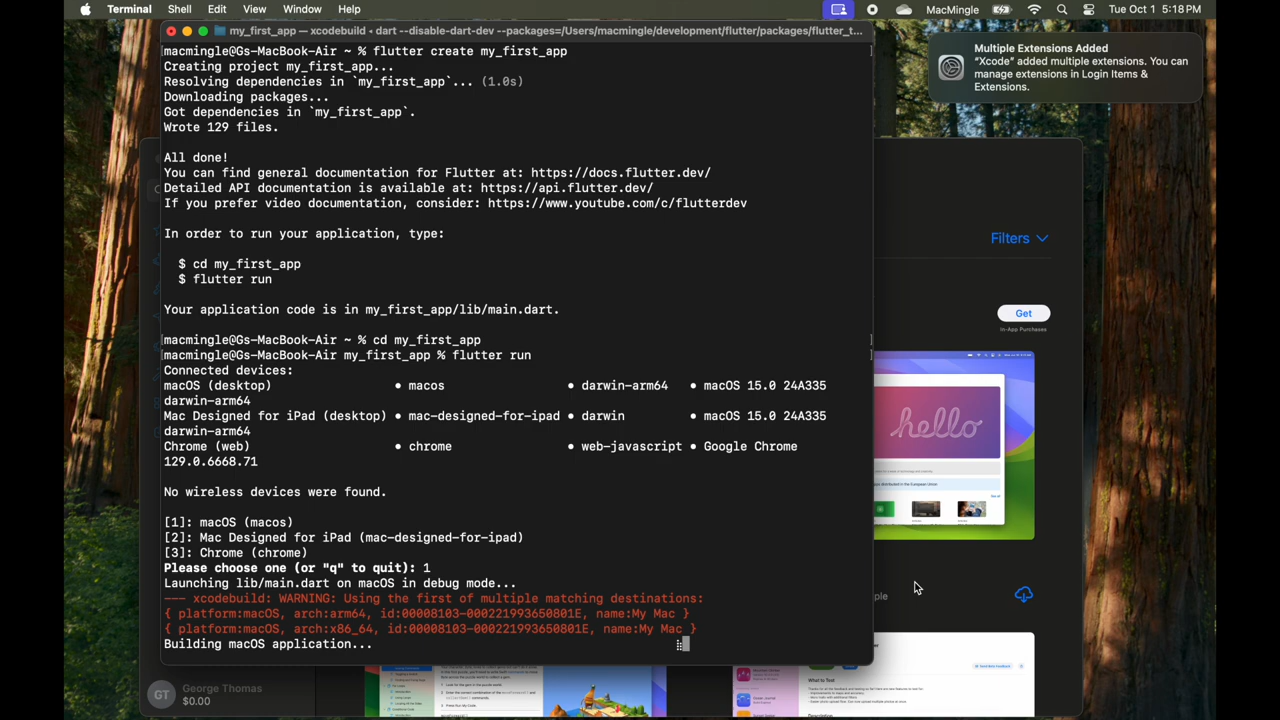 Terminal Shell Edit View Window Help
MacMingle Tue Oct 1 5:18 PM
my_first_app — xcodebuild ◂ dart --disable-dart-dev --packages=/Users/macmingle/development/flutter/packages/flutter_t...
Multiple Extensions Added
“Xcode” added multiple extensions. You can
manage extensions in Login Items &
Extensions.
macmingle@Gs-MacBook-Air ~ % flutter create my_first_app
Creating project my_first_app...
Resolving dependencies in `my_first_app`... (1.0s)
Downloading packages...
Got dependencies in `my_first_app`.
Wrote 129 files.
All done!
You can find general documentation for Flutter at: https://docs.flutter.dev/
Detailed API documentation is available at: https://api.flutter.dev/
If you prefer video documentation, consider: https://www.youtube.com/c/flutterdev
In order to run your application, type:
$ cd my_first_app
$ flutter run
Your application code is in my_first_app/lib/main.dart.
macmingle@Gs-MacBook-Air ~ % cd my_first_app
macmingle@Gs-MacBook-Air my_first_app % flutter run
Connected devices:
macOS (desktop) • macos • darwin-arm64 • macOS 15.0 24A335
darwin-arm64
Mac Designed for iPad (desktop) • mac-designed-for-ipad • darwin • macOS 15.0 24A335
darwin-arm64
Chrome (web) • chrome • web-javascript • Google Chrome
129.0.6668.71
devices were found.
[1]: macOS (macos)
[2]: Mac Designed for iPad (mac-designed-for-ipad)
[3]: Chrome (chrome)
Please choose one (or "q" to quit): 1
Launching lib/main.dart on macOS in debug mode...
--- xcodebuild: WARNING: Using the first of multiple matching destinations:
{ platform:macOS, arch:arm64, id:00008103-000221993650801E, name:My Mac }
{ platform:macOS, arch:x86_64, id:00008103-000221993650801E, name:My Mac }
Building macOS application...
Filters
Get
In-App Purchases
hello
George Thomas
GT
What to Test